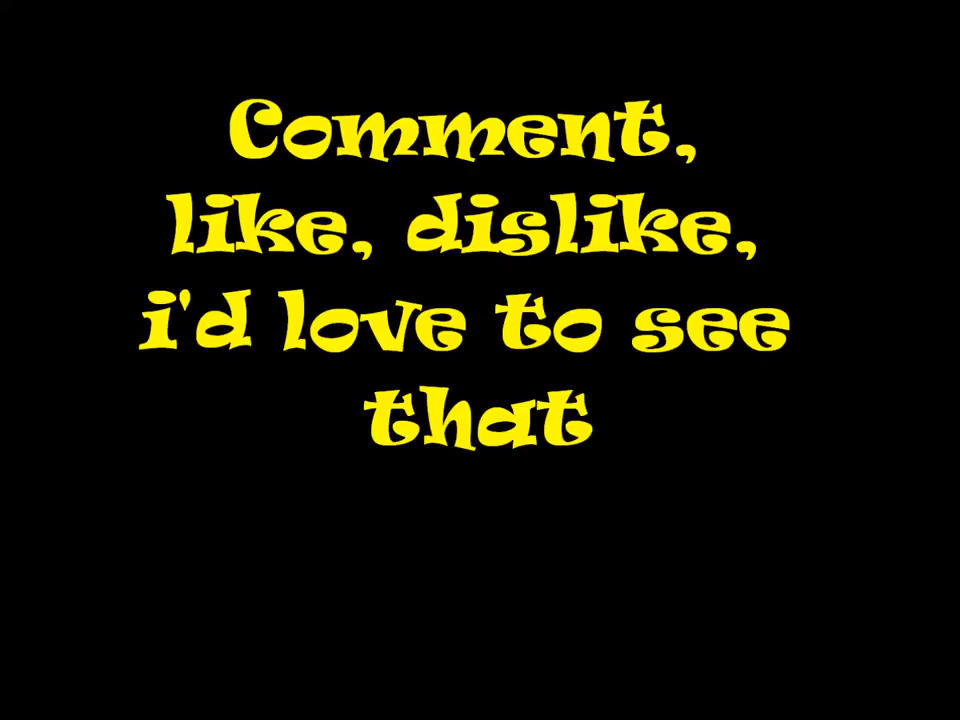 Comment,
like, dislike,
i'd love to see
that